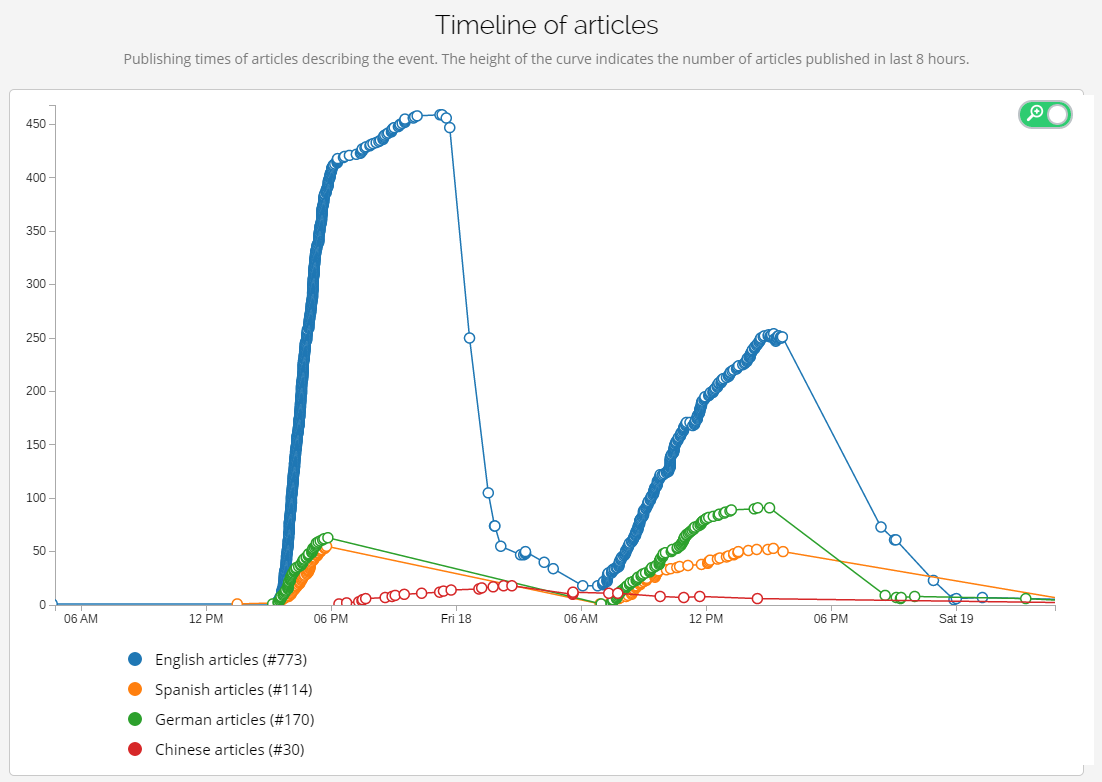 Timeline of articles
Publishing times of articles describing the event. The height of the curve indicates the number of articles published in last 8 hours.
450
400
350
300
250
200
150
100
50
0
06 AM 12 PM 06 PM Fri 18 06 AM 12 PM 06 PM Sat 19
English articles (#773)
Spanish articles (#114)
German articles (#170)
Chinese articles (#30)